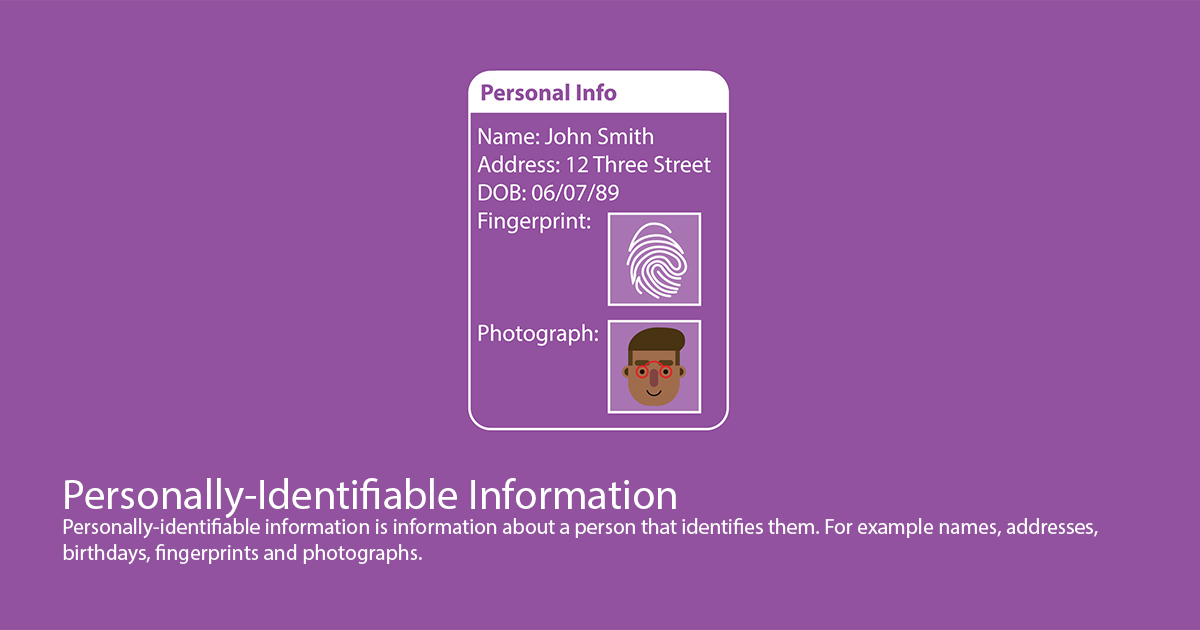 Personal Info
Name: John Smith
Address: 12 Three Street
DOB: 06/07/89
Fingerprint:
Photograph:
Personally-Identifiable Information
Personally-identifiable information is information about a person that identifies them. For example names, addresses,
birthdays, fingerprints and photographs.